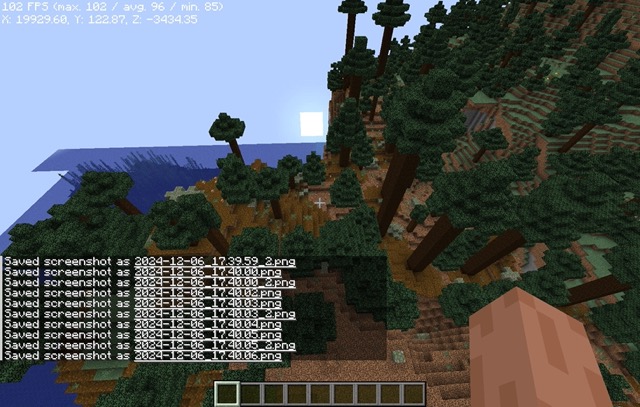 102 FPS (max. 102 / avg. 96 / min. 85)
X: 19929.60, Y: 122.87, Z: -3434.35
Saved screenshot as 2024-12-06_17.39.59_2.png
Saved screenshot as 2024-12-06_17.40.00.png
Saved screenshot as 2024-12-06_17.40.00_2.png
Saved screenshot as 2024-12-06_17.40.02.png
Saved screenshot as 2024-12-06_17.40.03.png
Saved screenshot as 2024-12-06_17.40.03_2.png
Saved screenshot as 2024-12-06_17.40.04.png
Saved screenshot as 2024-12-06_17.40.05.png
Saved screenshot as 2024-12-06_17.40.05_2.png
Saved screenshot as 2024-12-06_17.40.06.png